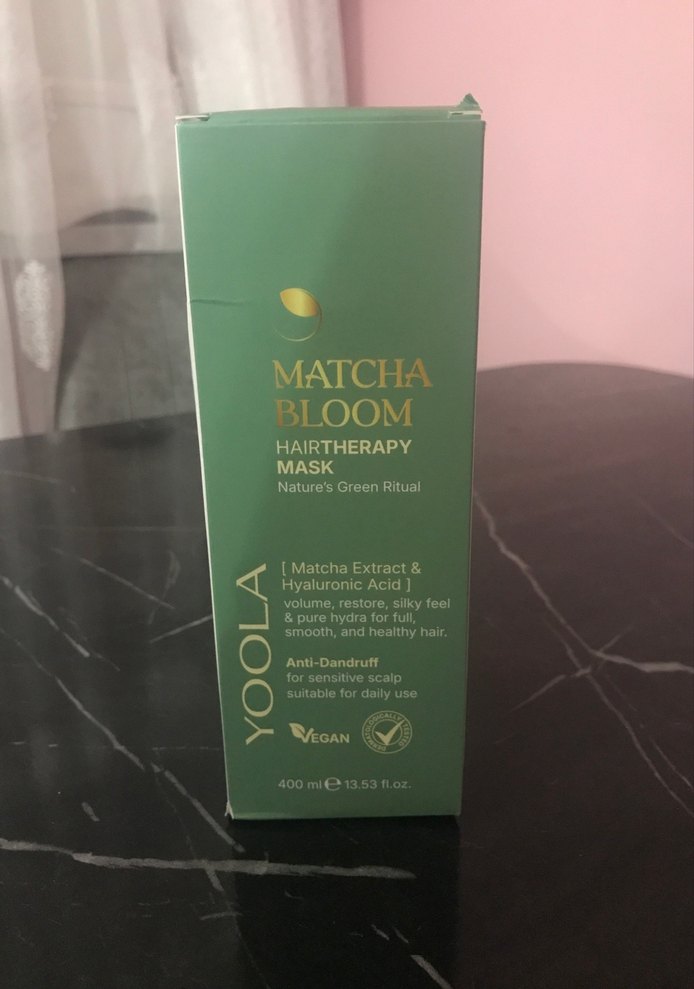 MATCHA
BLOOM
HAIRTHERAPY
MASK
Nature's Green Ritual
YOOLA
[ Matcha Extract &
Hyaluronic Acid ]
volume, restore, silky feel
& pure hydra for full,
smooth, and healthy hair.
Anti-Dandruff
for sensitive scalp
suitable for daily use
VEGAN
DERMATOLOGICALLY TESTED
400 ml ℮ 13.53 fl.oz.